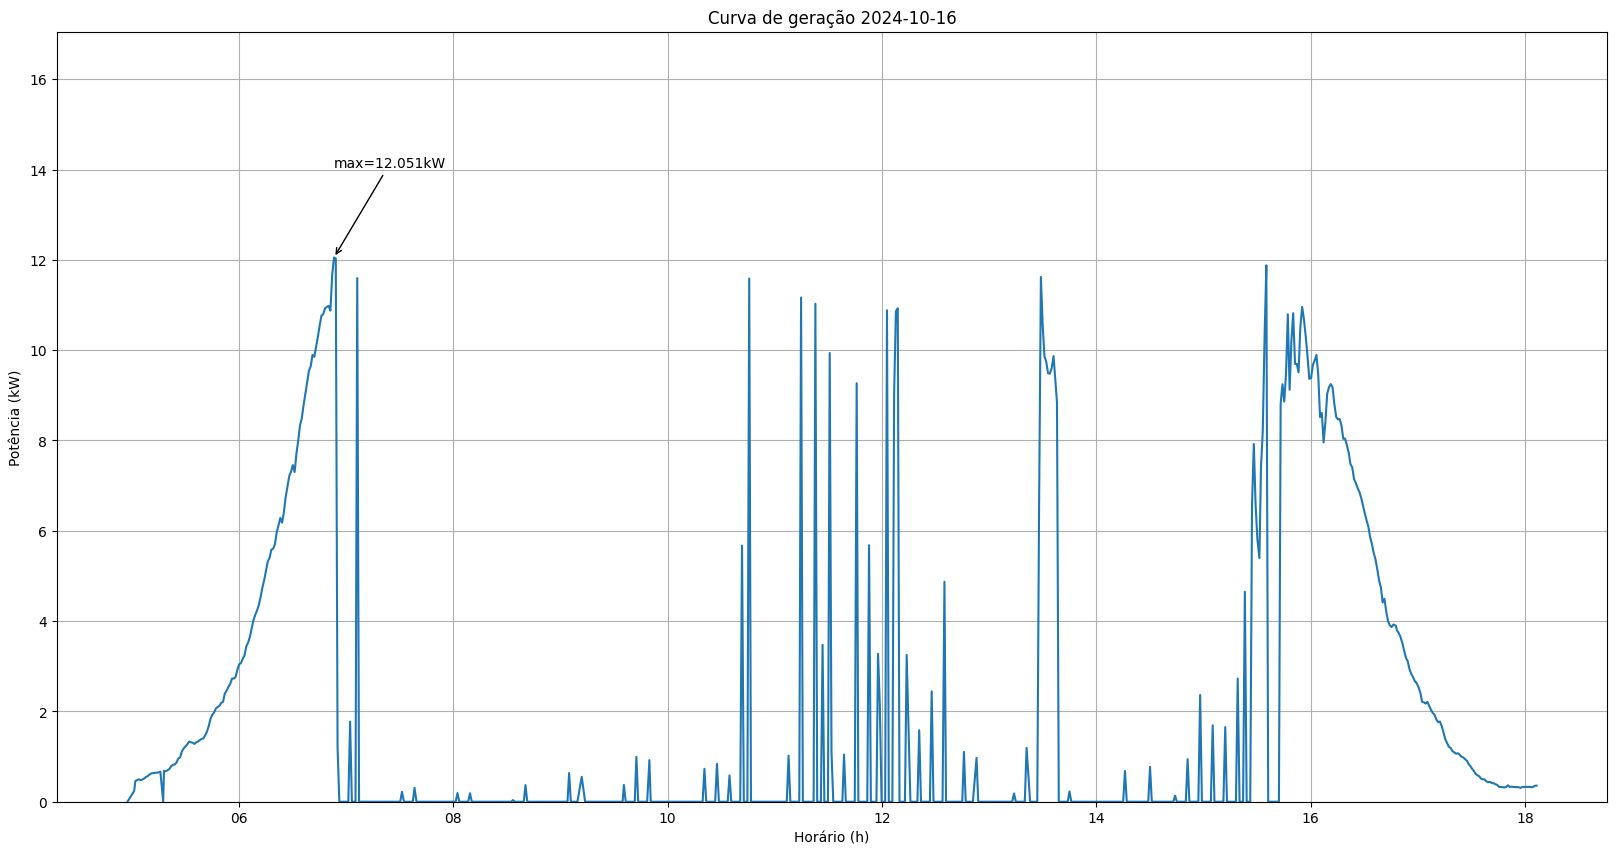 Curva de geração 2024-10-16
16
14
12
10
8
6
4
2
0
Potência (kW)
max=12.051kW
06 08 10 12 14 16 18
Horário (h)